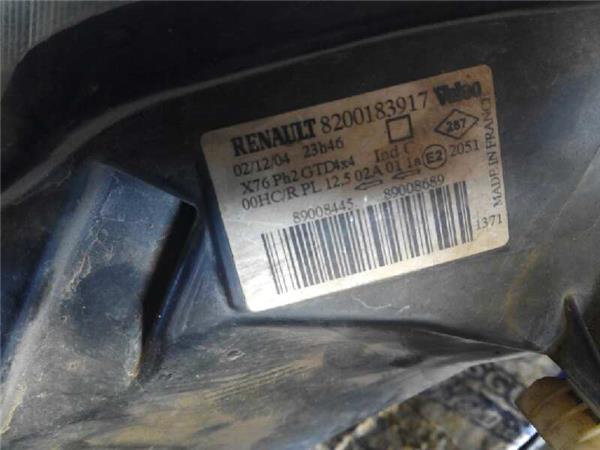 RENAULT 8200183917 Valeo
02/12/04 23h46 Ind C 287
X76 Ph2 GTD4x4
00HC/R PL 12.5 02A 01 1a E2 2051
MADE IN FRANCE
89008445 89008689
1371